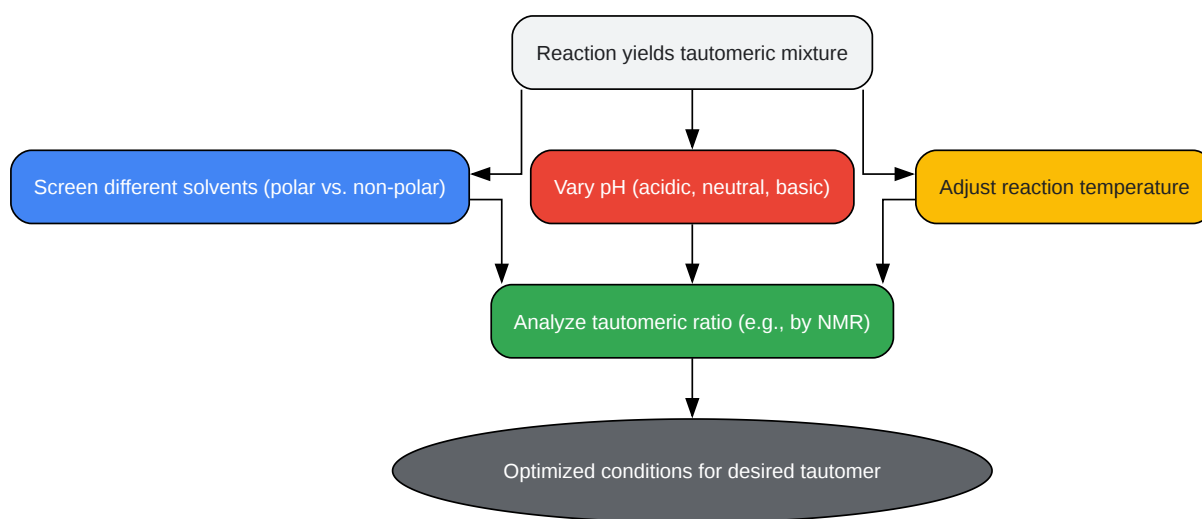 Reaction yields tautomeric mixture
Screen different solvents (polar vs. non-polar)
Vary pH (acidic, neutral, basic)
Adjust reaction temperature
Analyze tautomeric ratio (e.g., by NMR)
Optimized conditions for desired tautomer